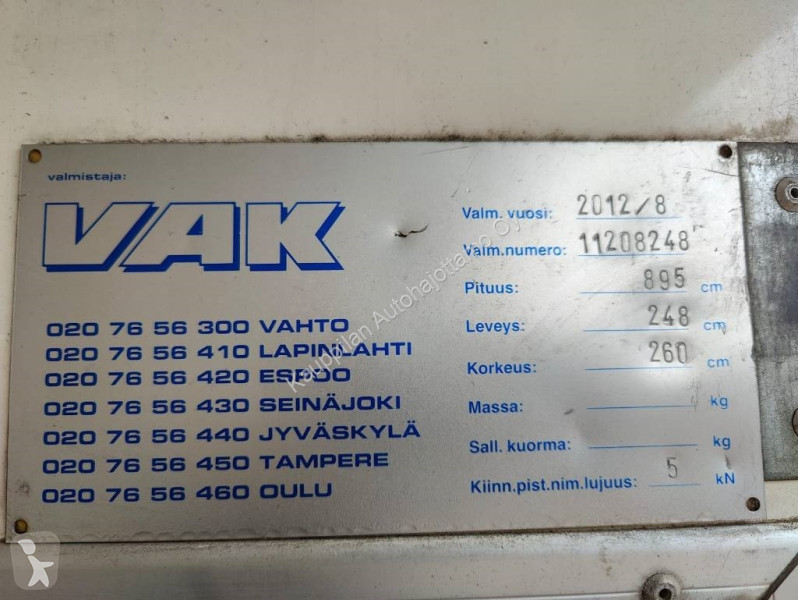 valmistaja:
VAK
020 76 56 300 VAHTO
020 76 56 410 LAPINLAHTI
020 76 56 420 ESPOO
020 76 56 430 SEINÄJOKI
020 76 56 440 JYVÄSKYLÄ
020 76 56 450 TAMPERE
020 76 56 460 OULU
Valm. vuosi: 2012/8
Valm.numero: 11208248
Pituus: 895 cm
Leveys: 248 cm
Korkeus: 260 cm
Massa: kg
Sall. kuorma: kg
Kiinn.pist.nim.lujuus: 5 kN
Kauppilan Autohajottamo Oy